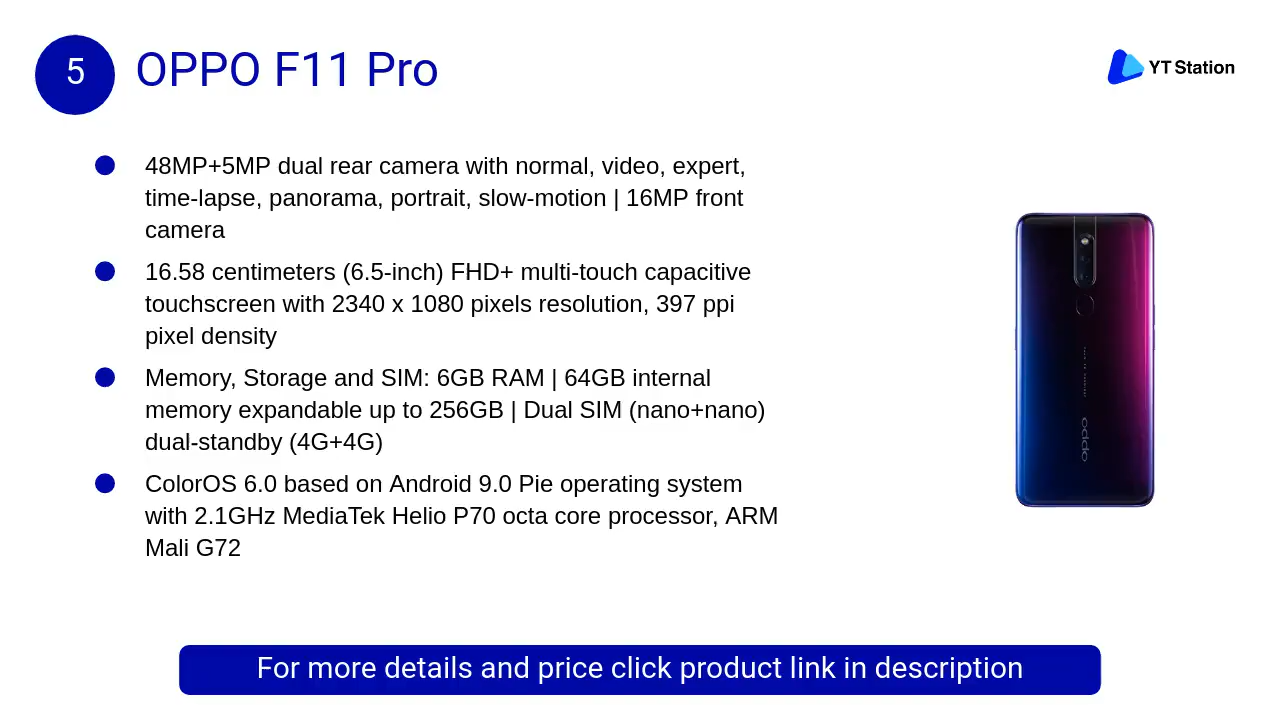 5
OPPO F11 Pro
YT Station
48MP+5MP dual rear camera with normal, video, expert,
time-lapse, panorama, portrait, slow-motion | 16MP front
camera
16.58 centimeters (6.5-inch) FHD+ multi-touch capacitive
touchscreen with 2340 x 1080 pixels resolution, 397 ppi
pixel density
Memory, Storage and SIM: 6GB RAM | 64GB internal
memory expandable up to 256GB | Dual SIM (nano+nano)
dual-standby (4G+4G)
ColorOS 6.0 based on Android 9.0 Pie operating system
with 2.1GHz MediaTek Helio P70 octa core processor, ARM
Mali G72
oppo
For more details and price click product link in description